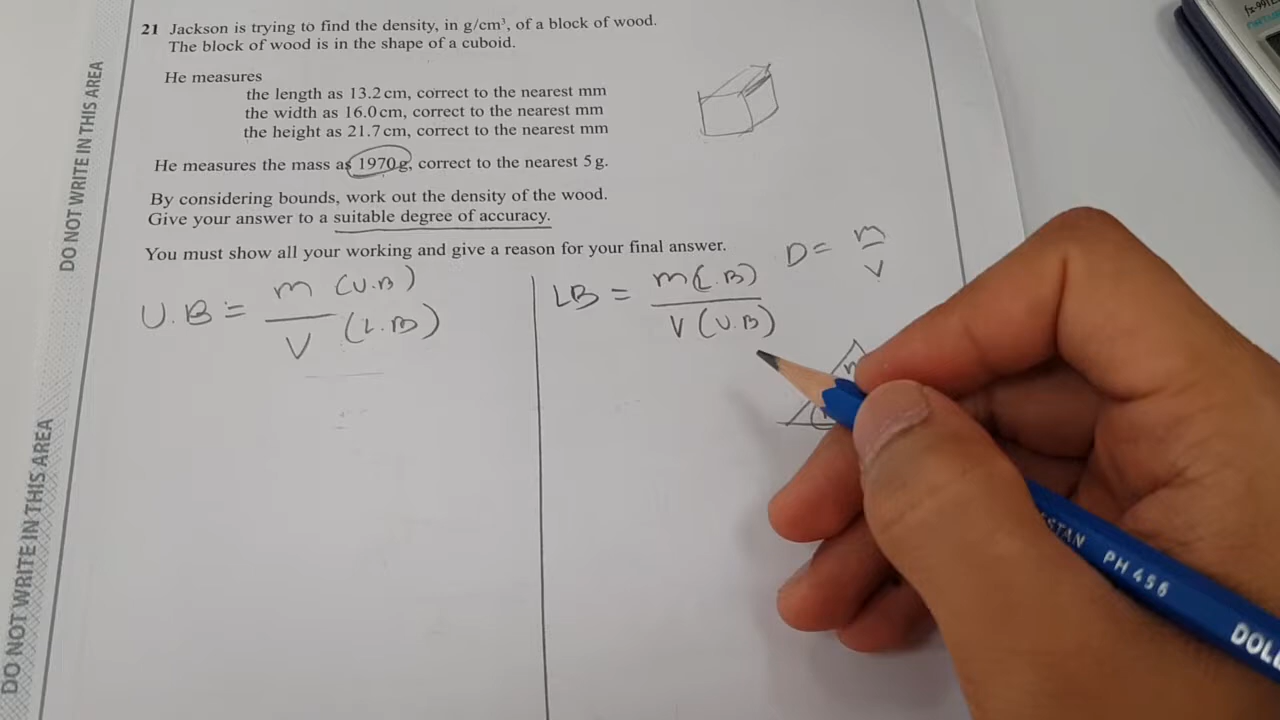 21 Jackson is trying to find the density, in g/cm³, of a block of wood.
The block of wood is in the shape of a cuboid.
He measures
the length as 13.2 cm, correct to the nearest mm
the width as 16.0 cm, correct to the nearest mm
the height as 21.7 cm, correct to the nearest mm
He measures the mass as 1970 g, correct to the nearest 5 g.
By considering bounds, work out the density of the wood.
Give your answer to a suitable degree of accuracy.
You must show all your working and give a reason for your final answer.
D = m
v
U.B = m (U.B)
V (L.B)
LB = m(L.B)
V (U.B)
m
DO NOT WRITE IN THIS AREA
DO NOT WRITE IN THIS AREA
PH 456